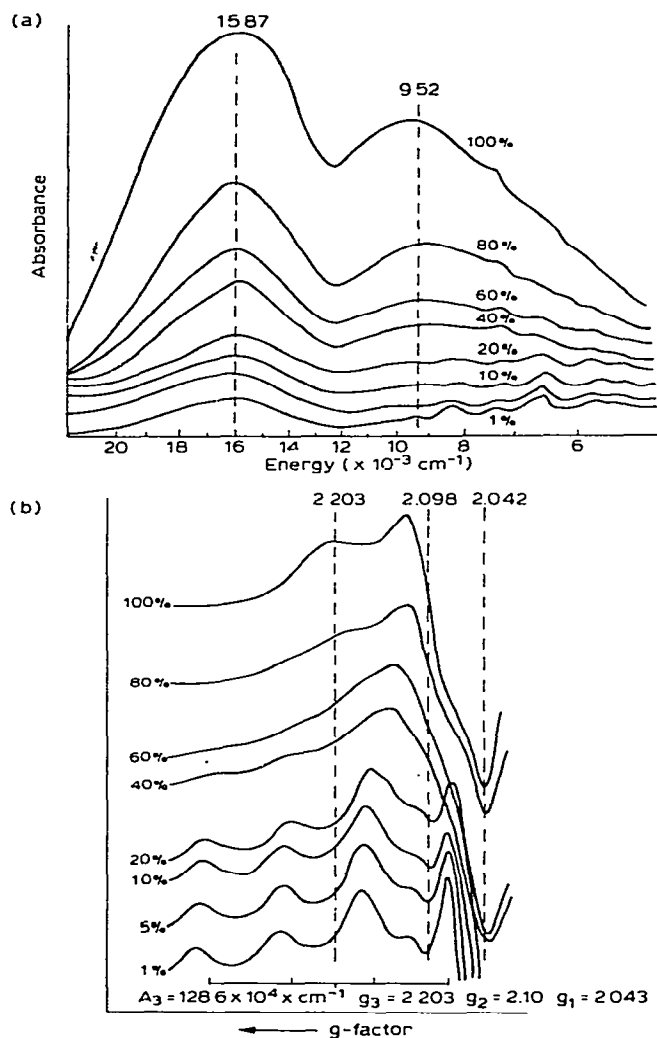 (a)
15 87
9 52
100%
80%
60%
40%
20%
10%
1%
Absorbance
20 18 16 14 12 10 8 6
Energy ( x 10⁻³ cm⁻¹)
(b)
2 203 2.098 2.042
100%
80%
60%
40%
20%
10%
5%
1%
A₃ = 128 6 x 10⁴ x cm⁻¹ g₃ = 2 203 g₂ = 2.10 g₁ = 2 043
g-factor